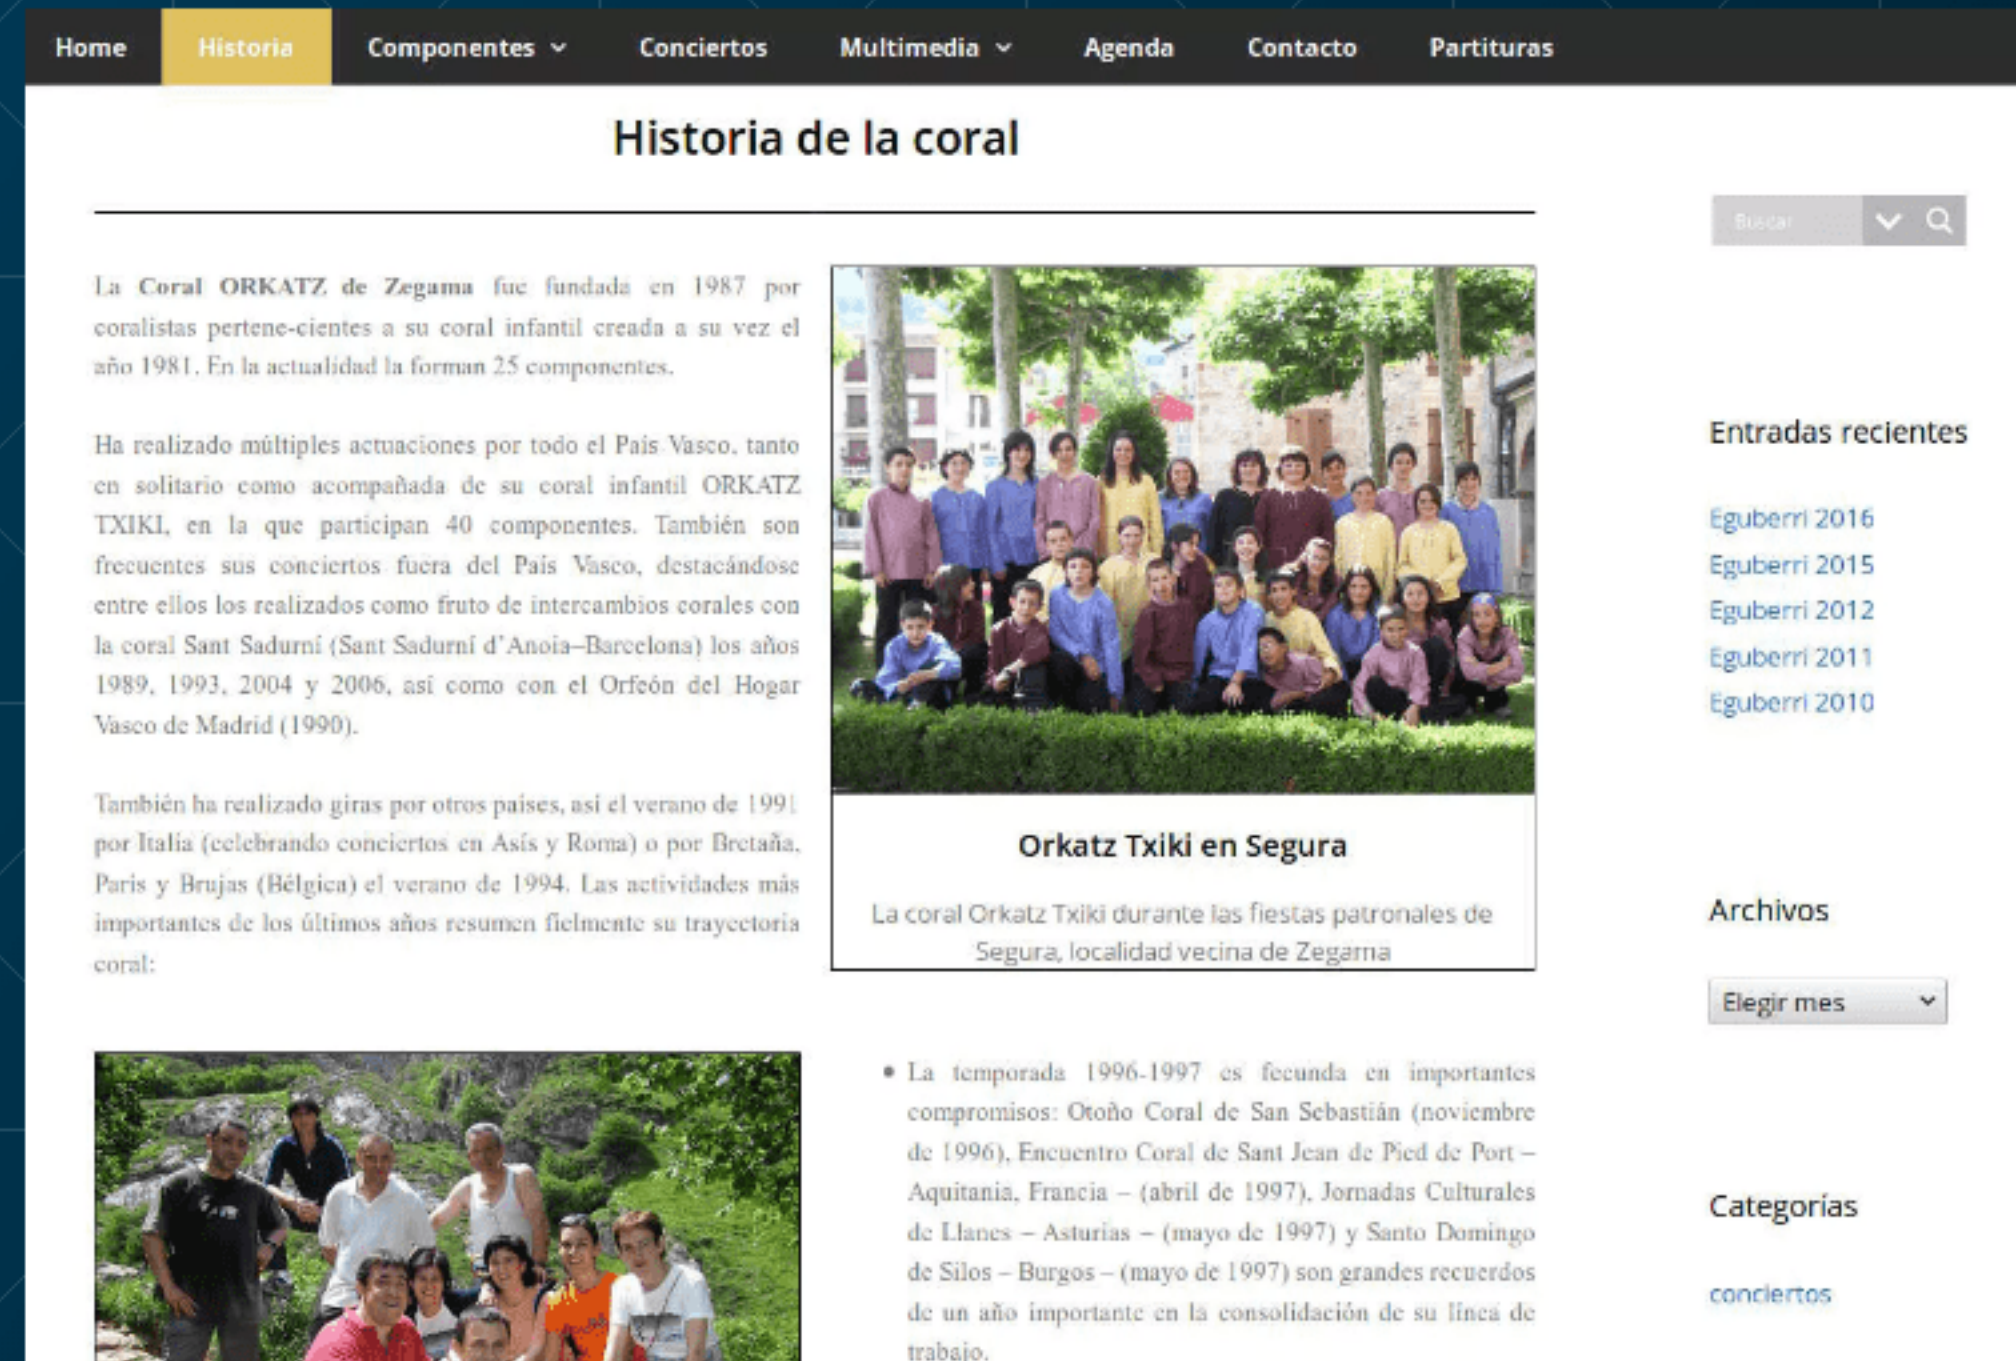 Home Historia Componentes Conciertos Multimedia Agenda Contacto Partituras
Historia de la coral
La Coral ORKATZ de Zegama fue fundada en 1987 por
coralistas pertene-cientes a su coral infantil creada a su vez el
año 1981. En la actualidad la forman 25 componentes.
Ha realizado múltiples actuaciones por todo el País Vasco, tanto
en solitario como acompañada de su coral infantil ORKATZ
TXIKI, en la que participan 40 componentes. También son
frecuentes sus conciertos fuera del País Vasco, destacándose
entre ellos los realizados como fruto de intercambios corales con
la coral Sant Sadurní (Sant Sadurní d'Anoia–Barcelona) los años
1989, 1993, 2004 y 2006, así como con el Orfeón del Hogar
Vasco de Madrid (1990).
También ha realizado giras por otros países, así el verano de 1991
por Italia (celebrando conciertos en Asís y Roma) o por Bretaña,
París y Brujas (Bélgica) el verano de 1994. Las actividades más
importantes de los últimos años resumen fielmente su trayectoria
coral:
Orkatz Txiki en Segura
La coral Orkatz Txiki durante las fiestas patronales de
Segura, localidad vecina de Zegama
• La temporada 1996-1997 es fecunda en importantes
compromisos: Otoño Coral de San Sebastián (noviembre
de 1996), Encuentro Coral de Sant Jean de Pied de Port –
Aquitania, Francia – (abril de 1997), Jornadas Culturales
de Llanes – Asturias – (mayo de 1997) y Santo Domingo
de Silos – Burgos – (mayo de 1997) son grandes recuerdos
de un año importante en la consolidación de su línea de
trabajo.
Buscar
Entradas recientes
Eguberri 2016
Eguberri 2015
Eguberri 2012
Eguberri 2011
Eguberri 2010
Archivos
Elegir mes
Categorías
conciertos